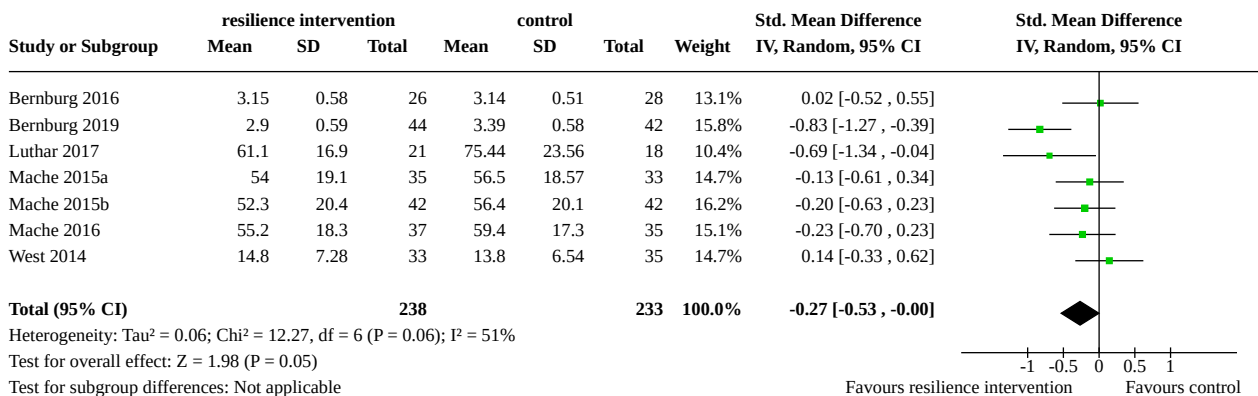 resilience intervention control Std. Mean Difference Std. Mean Difference
Study or Subgroup Mean SD Total Mean SD Total Weight IV, Random, 95% CI IV, Random, 95% CI
Bernburg 2016 3.15 0.58 26 3.14 0.51 28 13.1% 0.02 [-0.52 , 0.55]
Bernburg 2019 2.9 0.59 44 3.39 0.58 42 15.8% -0.83 [-1.27 , -0.39]
Luthar 2017 61.1 16.9 21 75.44 23.56 18 10.4% -0.69 [-1.34 , -0.04]
Mache 2015a 54 19.1 35 56.5 18.57 33 14.7% -0.13 [-0.61 , 0.34]
Mache 2015b 52.3 20.4 42 56.4 20.1 42 16.2% -0.20 [-0.63 , 0.23]
Mache 2016 55.2 18.3 37 59.4 17.3 35 15.1% -0.23 [-0.70 , 0.23]
West 2014 14.8 7.28 33 13.8 6.54 35 14.7% 0.14 [-0.33 , 0.62]
Total (95% CI) 238 233 100.0% -0.27 [-0.53 , -0.00]
Heterogeneity: Tau² = 0.06; Chi² = 12.27, df = 6 (P = 0.06); I² = 51%
Test for overall effect: Z = 1.98 (P = 0.05)
-1 -0.5 0 0.5 1
Test for subgroup differences: Not applicable Favours resilience intervention Favours control